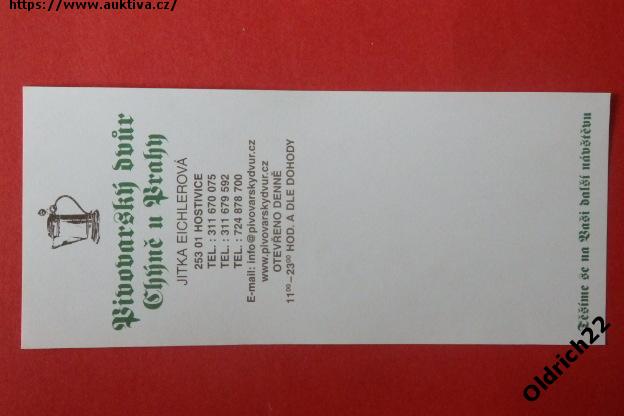 https://www.auktiva.cz/
Pivovarský dvůr
Chýně u Prahy
JITKA EICHLEROVÁ
253 01 HOSTIVICE
TEL.: 311 679 075
TEL.: 311 679 592
TEL.: 724 878 700
E-mail: info@pivovarskydvur.cz
www.pivovarskydvur.cz
OTEVŘENO DENNĚ
11⁰⁰–23⁰⁰ HOD. A DLE DOHODY
Těšíme se na Vaši další návštěvu
Oldrich22